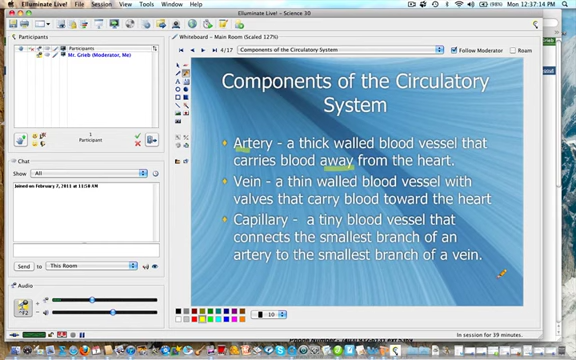 Elluminate Live! File Session View Tools Window Help
12:37:14 PM
Elluminate Live! - Science 30
Participants
Whiteboard - Main Room (Scaled 127%)
4/17 Components of the Circulatory System
Follow Moderator
Roam
Participants
Mr. Grieb (Moderator, Me)
1
Participant
Chat
Show: All
Joined on February 7, 2011 at 11:58 AM
Send to This Room
Audio
Components of the Circulatory
System
Artery - a thick walled blood vessel that
carries blood away from the heart.
Vein - a thin walled blood vessel with
valves that carry blood toward the heart
Capillary - a tiny blood vessel that
connects the smallest branch of an
artery to the smallest branch of a vein.
10
In session for 39 minutes.